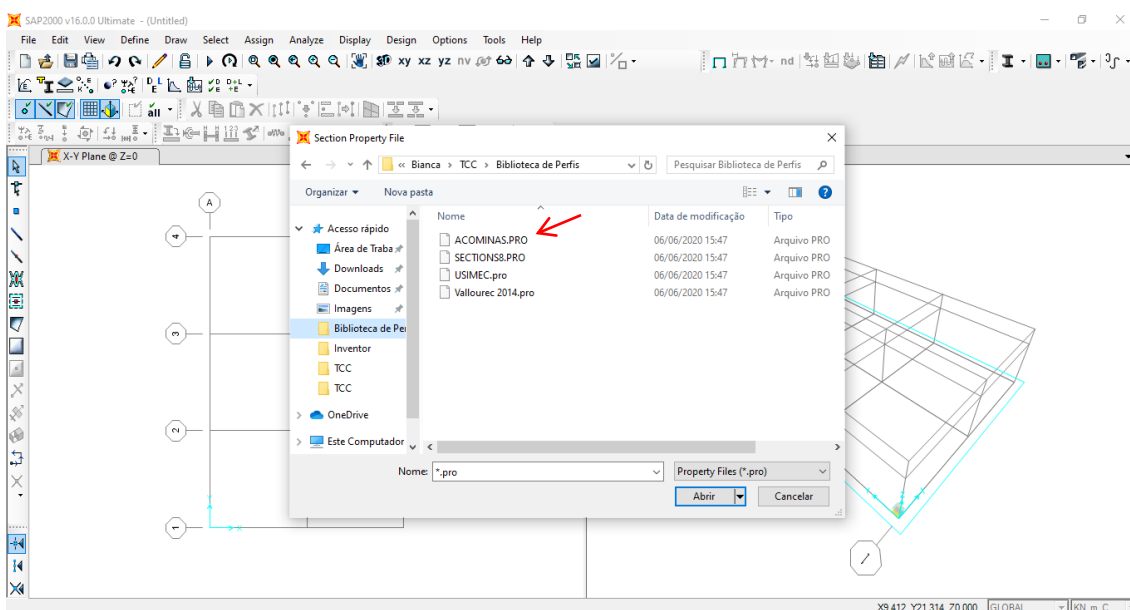 SAP2000 v16.0.0 Ultimate - (Untitled)
File Edit View Define Draw Select Assign Analyze Display Design Options Tools Help
3D xy xz yz nv nd
all
X-Y Plane @ Z=0
A
4
3
2
1
Section Property File
« Bianca › TCC › Biblioteca de Perfis
Pesquisar Biblioteca de Perfis
Organizar Nova pasta
Acesso rápido
Área de Traba
Downloads
Documentos
Imagens
Biblioteca de Per
Inventor
TCC
TCC
OneDrive
Este Computador
Nome Data de modificação Tipo
ACOMINAS.PRO 06/06/2020 15:47 Arquivo PRO
SECTIONS8.PRO 06/06/2020 15:47 Arquivo PRO
USIMEC.pro 06/06/2020 15:47 Arquivo PRO
Vallourec 2014.pro 06/06/2020 15:47 Arquivo PRO
Nome: *.pro Property Files (*.pro)
Abrir Cancelar
X
1
X9.412 Y21.314 Z0.000 GLOBAL KN, m, C